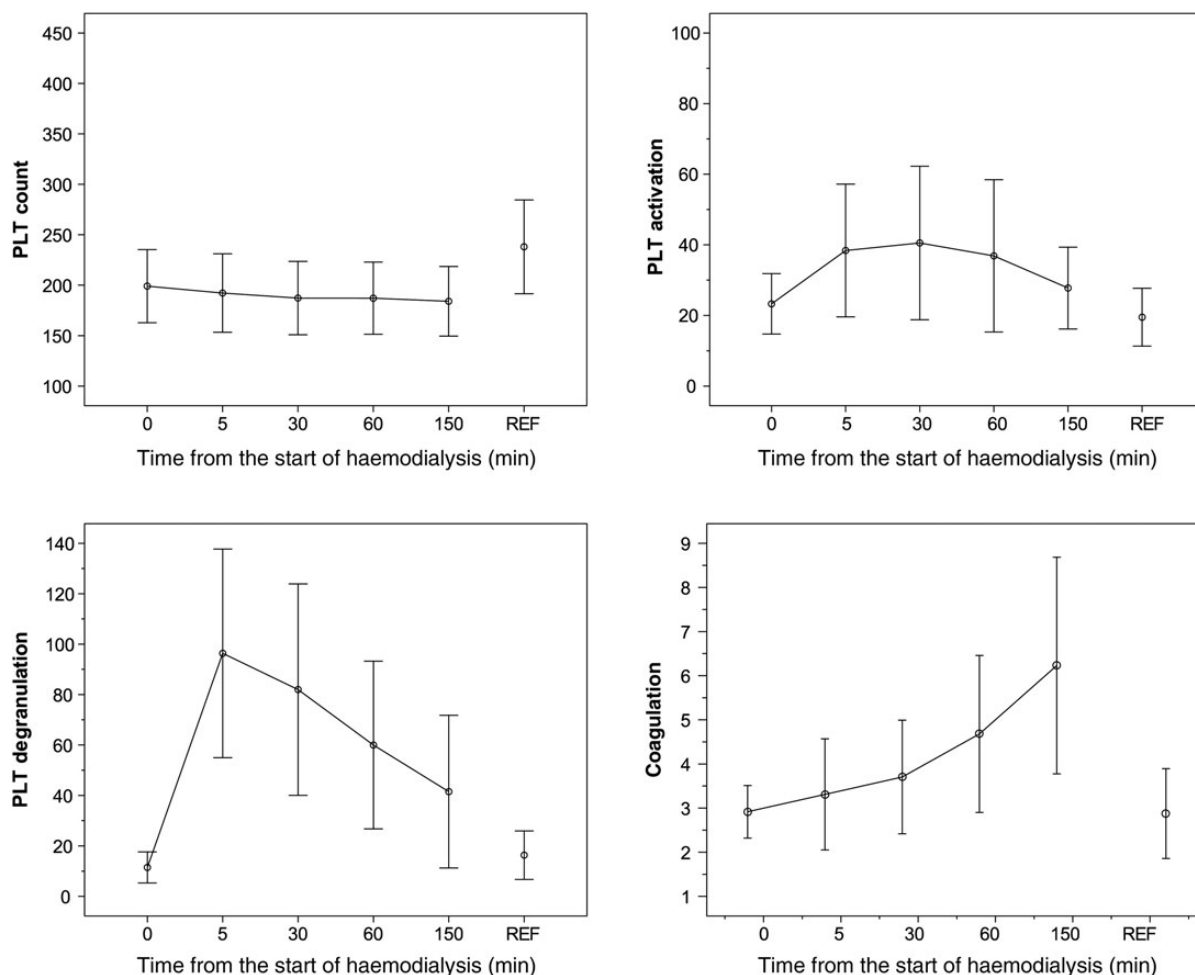 PLT count
450
400
350
300
250
200
150
100
0 5 30 60 150 REF
Time from the start of haemodialysis (min)
PLT activation
100
80
60
40
20
0
0 5 30 60 150 REF
Time from the start of haemodialysis (min)
PLT degranulation
140
120
100
80
60
40
20
0
0 5 30 60 150 REF
Time from the start of haemodialysis (min)
Coagulation
9
8
7
6
5
4
3
2
1
0 5 30 60 150 REF
Time from the start of haemodialysis (min)